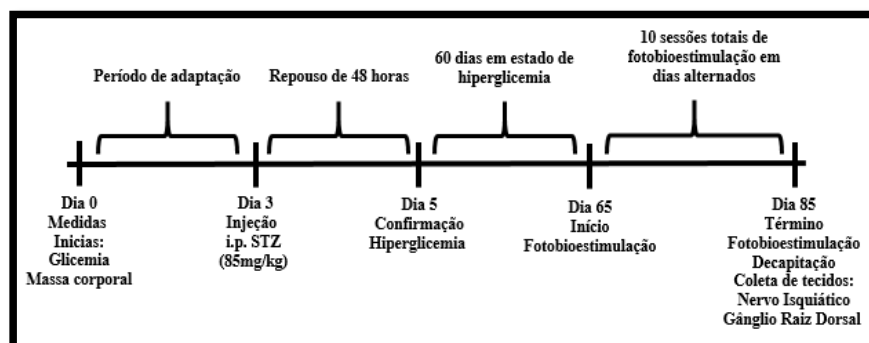 Período de adaptação
Repouso de 48 horas
60 dias em estado de
hiperglicemia
10 sessões totais de
fotobioestimulação em
dias alternados
Dia 0
Medidas
Inicias:
Glicemia
Massa corporal
Dia 3
Injeção
i.p. STZ
(85mg/kg)
Dia 5
Confirmação
Hiperglicemia
Dia 65
Início
Fotobioestimulação
Dia 85
Término
Fotobioestimulação
Decapitação
Coleta de tecidos:
Nervo Isquiático
Gânglio Raiz Dorsal